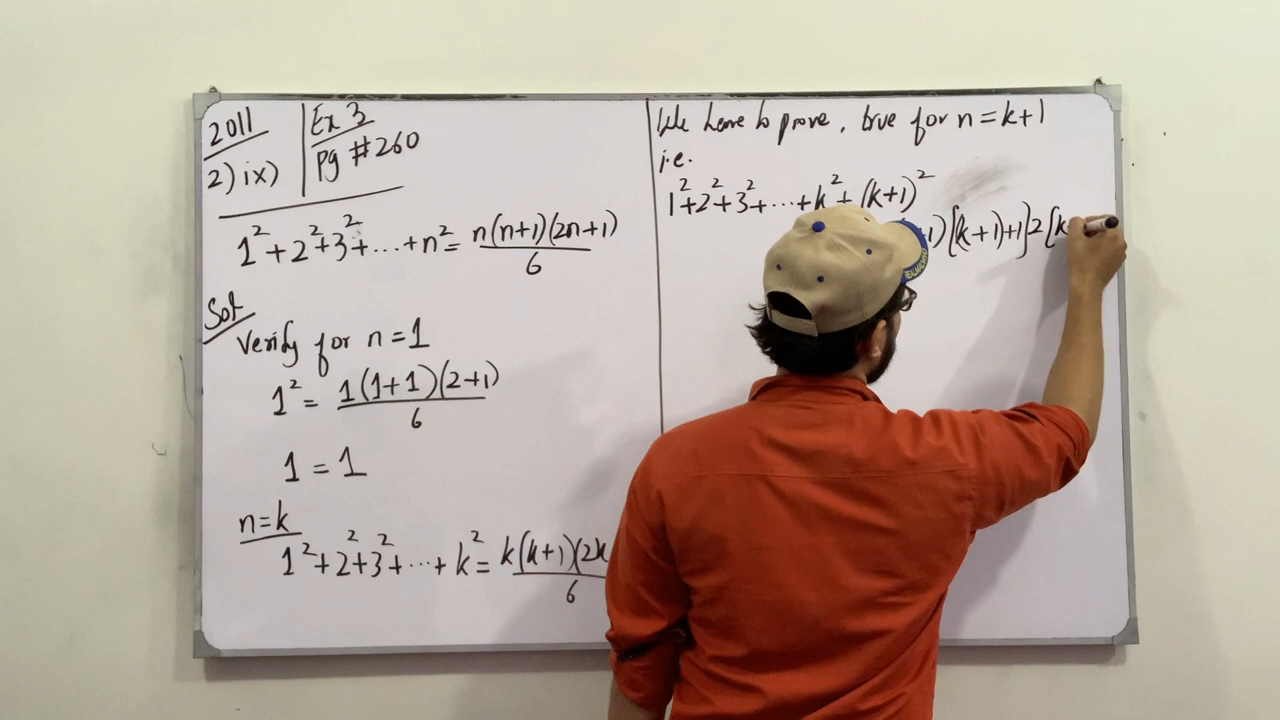 2011
2) ix)
Ex 3
Pg #260
1² + 2² + 3² + ... + n² = n(n+1)(2n+1)
6
Sol
Verify for n=1
1² = 1(1+1)(2+1)
6
1 = 1
n=k
1² + 2² + 3² + ... + k² = k(k+1)(2k
6
We have to prove, true for n=k+1
i.e.
1² + 2² + 3² + ... + k² + (k+1)²
1) [(k+1)+1] 2 [k